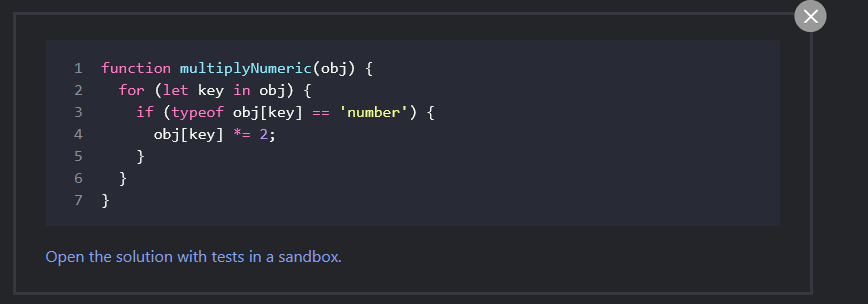 1 function multiplyNumeric(obj) {
2   for (let key in obj) {
3     if (typeof obj[key] == 'number') {
4       obj[key] *= 2;
5     }
6   }
7 }
Open the solution with tests in a sandbox.